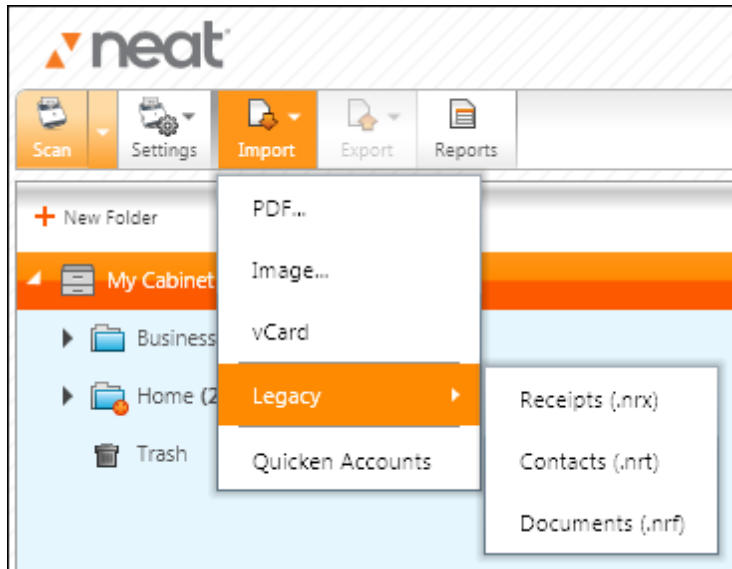 neat
Scan
Settings
Import
Export
Reports
New Folder
My Cabinet
Business
Home (2
Trash
PDF...
Image...
vCard
Legacy
Quicken Accounts
Receipts (.nrx)
Contacts (.nrt)
Documents (.nrf)